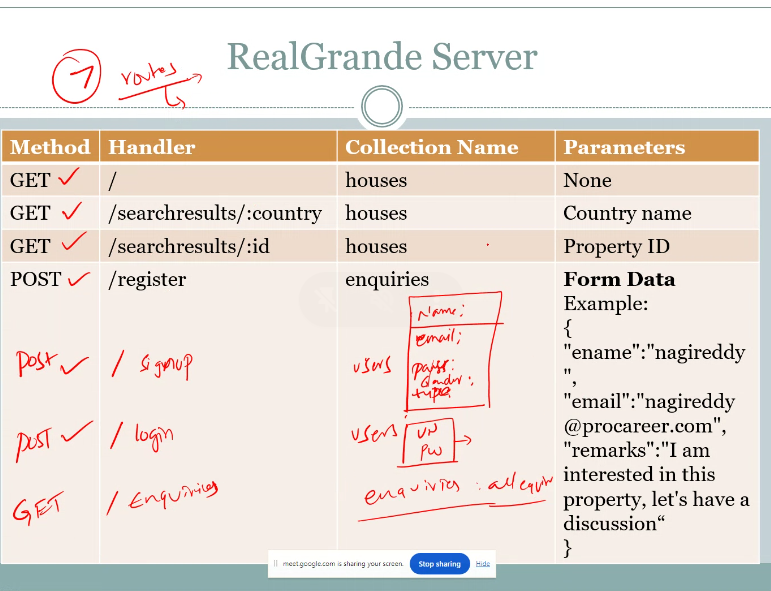 RealGrande Server
7 routes
Method Handler Collection Name Parameters
GET / houses None
GET /searchresults/:country houses Country name
GET /searchresults/:id houses Property ID
POST /register enquiries Form Data
Example:
{
"ename":"nagireddy
",
"email":"nagireddy
@procareer.com",
"remarks":"I am
interested in this
property, let's have a
discussion“
}
Name:
email:
Post / signup users
type
POST / login users UN
PW
GET / Enquiries enquiries : all
meet.google.com is sharing your screen. Stop sharing Hide